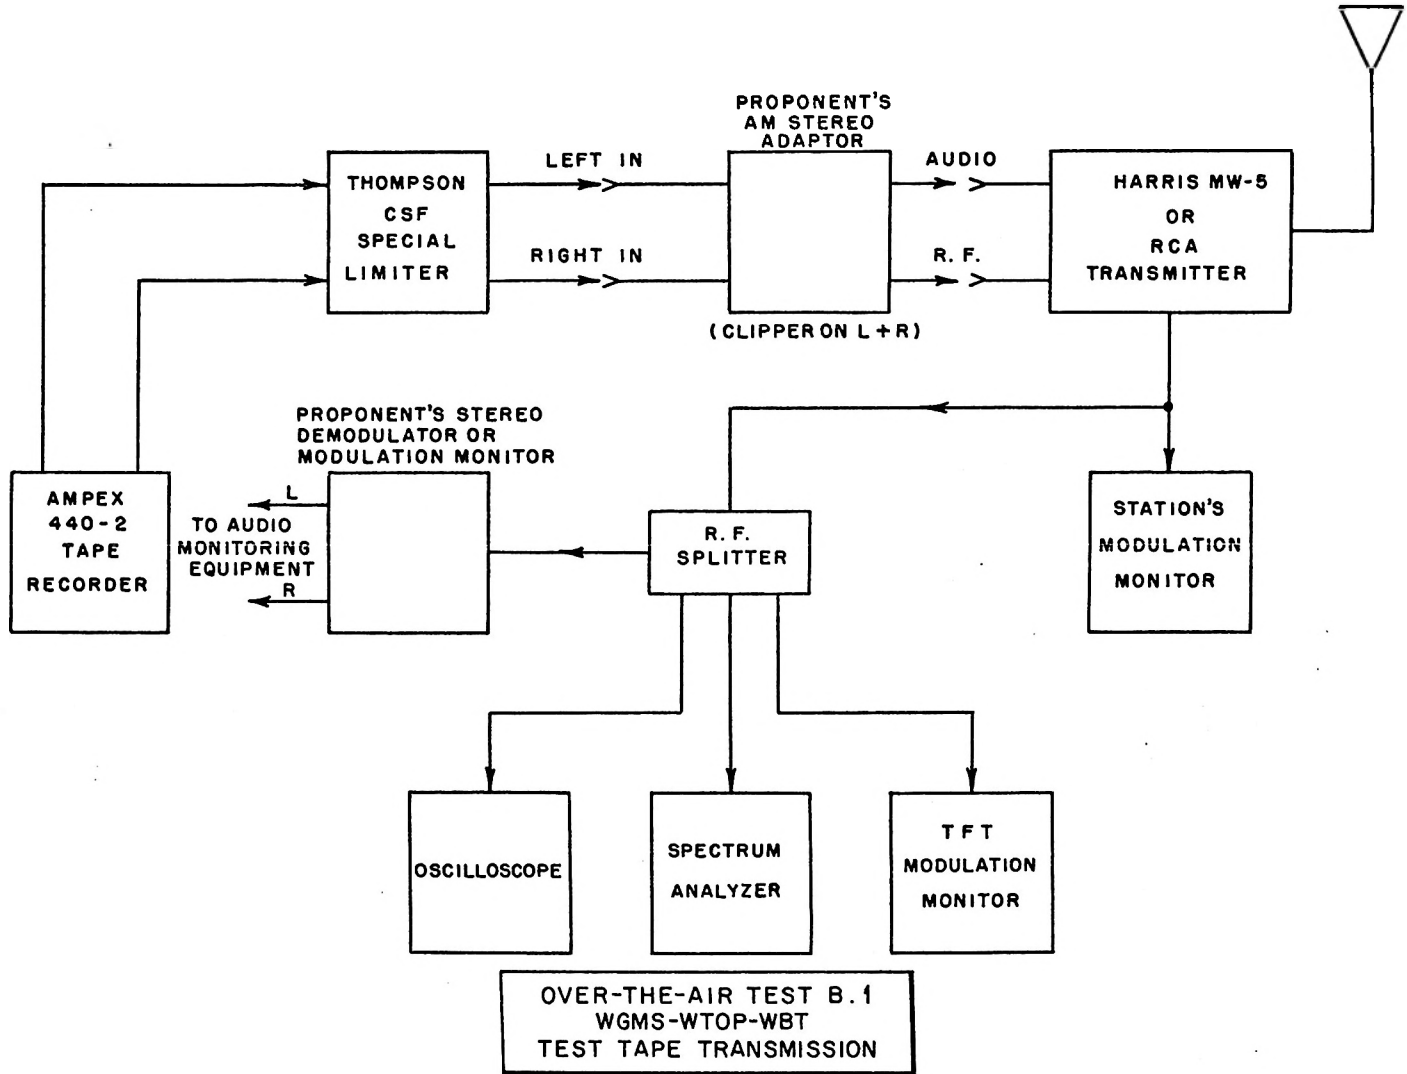 PROPONENT'S
AM STEREO
ADAPTOR
LEFT IN
AUDIO
THOMPSON
CSF
SPECIAL
LIMITER
HARRIS MW-5
OR
RCA
TRANSMITTER
RIGHT IN
R.F.
(CLIPPER ON L+R)
PROPONENT'S STEREO
DEMODULATOR OR
MODULATION MONITOR
AMPEX
440-2
TAPE
RECORDER
L
TO AUDIO
MONITORING
EQUIPMENT
R
R.F.
SPLITTER
STATION'S
MODULATION
MONITOR
OSCILLOSCOPE
SPECTRUM
ANALYZER
TFT
MODULATION
MONITOR
OVER-THE-AIR TEST B.1
WGMS-WTOP-WBT
TEST TAPE TRANSMISSION